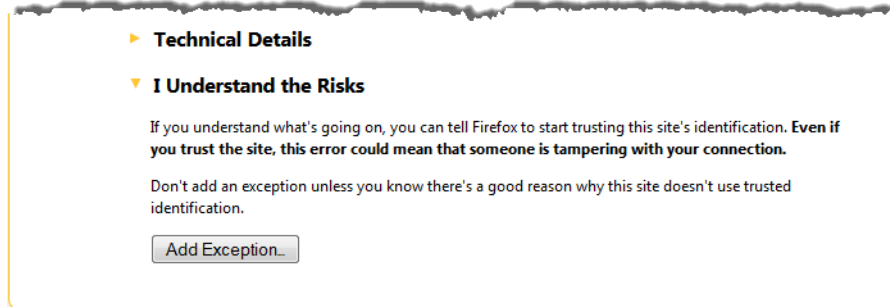 Technical Details
I Understand the Risks
If you understand what's going on, you can tell Firefox to start trusting this site's identification. Even if
you trust the site, this error could mean that someone is tampering with your connection.
Don't add an exception unless you know there's a good reason why this site doesn't use trusted
identification.
Add Exception...